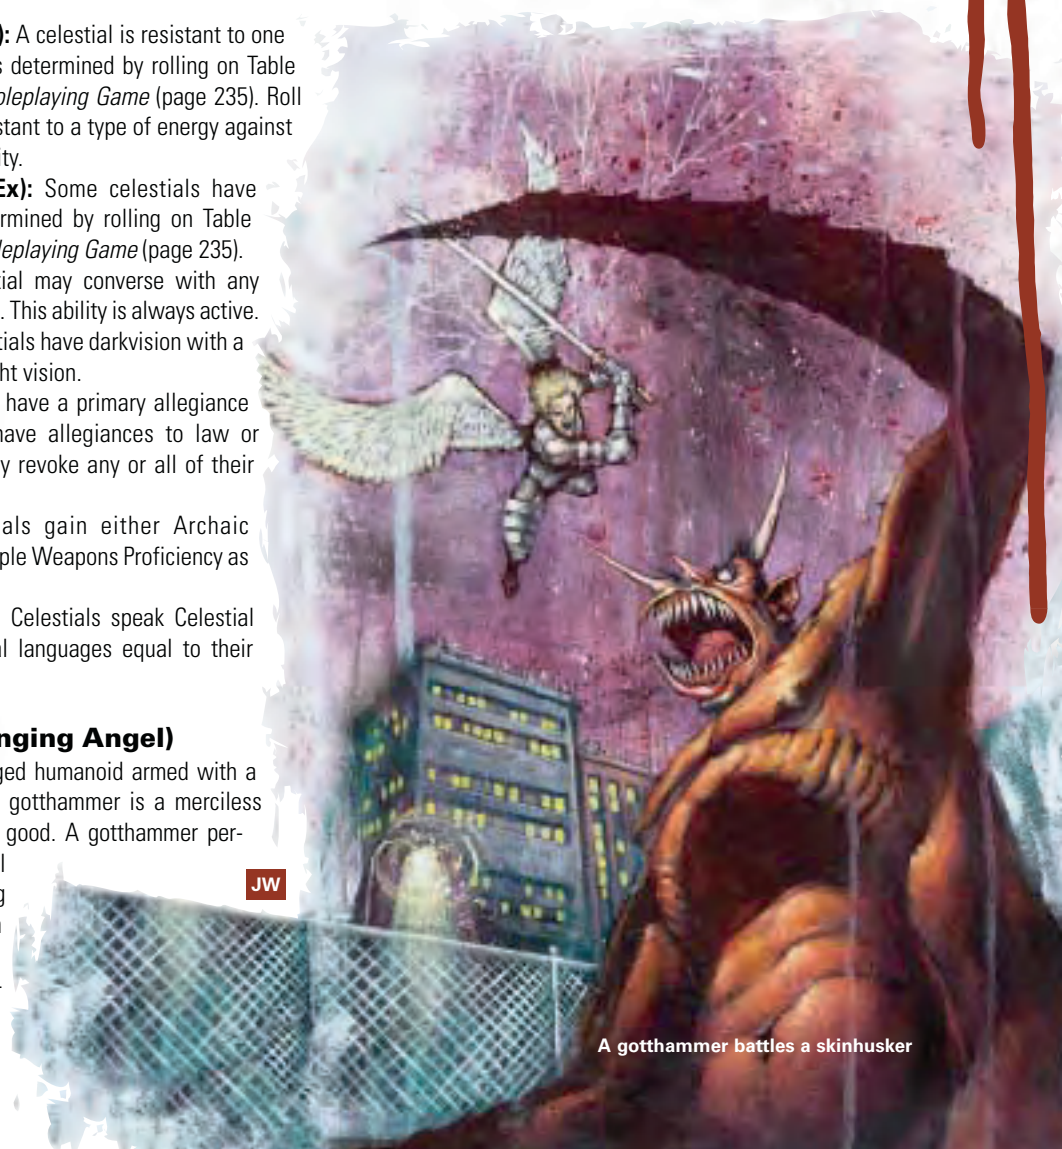 ): A celestial is resistant to one
s determined by rolling on Table
oleplaying Game (page 235). Roll
stant to a type of energy against
ity.
Ex): Some celestials have
rmined by rolling on Table
leplaying Game (page 235).
tial may converse with any
. This ability is always active.
tials have darkvision with a
ht vision.
have a primary allegiance
have allegiances to law or
y revoke any or all of their
als gain either Archaic
ple Weapons Proficiency as
Celestials speak Celestial
al languages equal to their
nging Angel)
ged humanoid armed with a
gotthammer is a merciless
good. A gotthammer per-
l
g
JW
A gotthammer battles a skinhusker